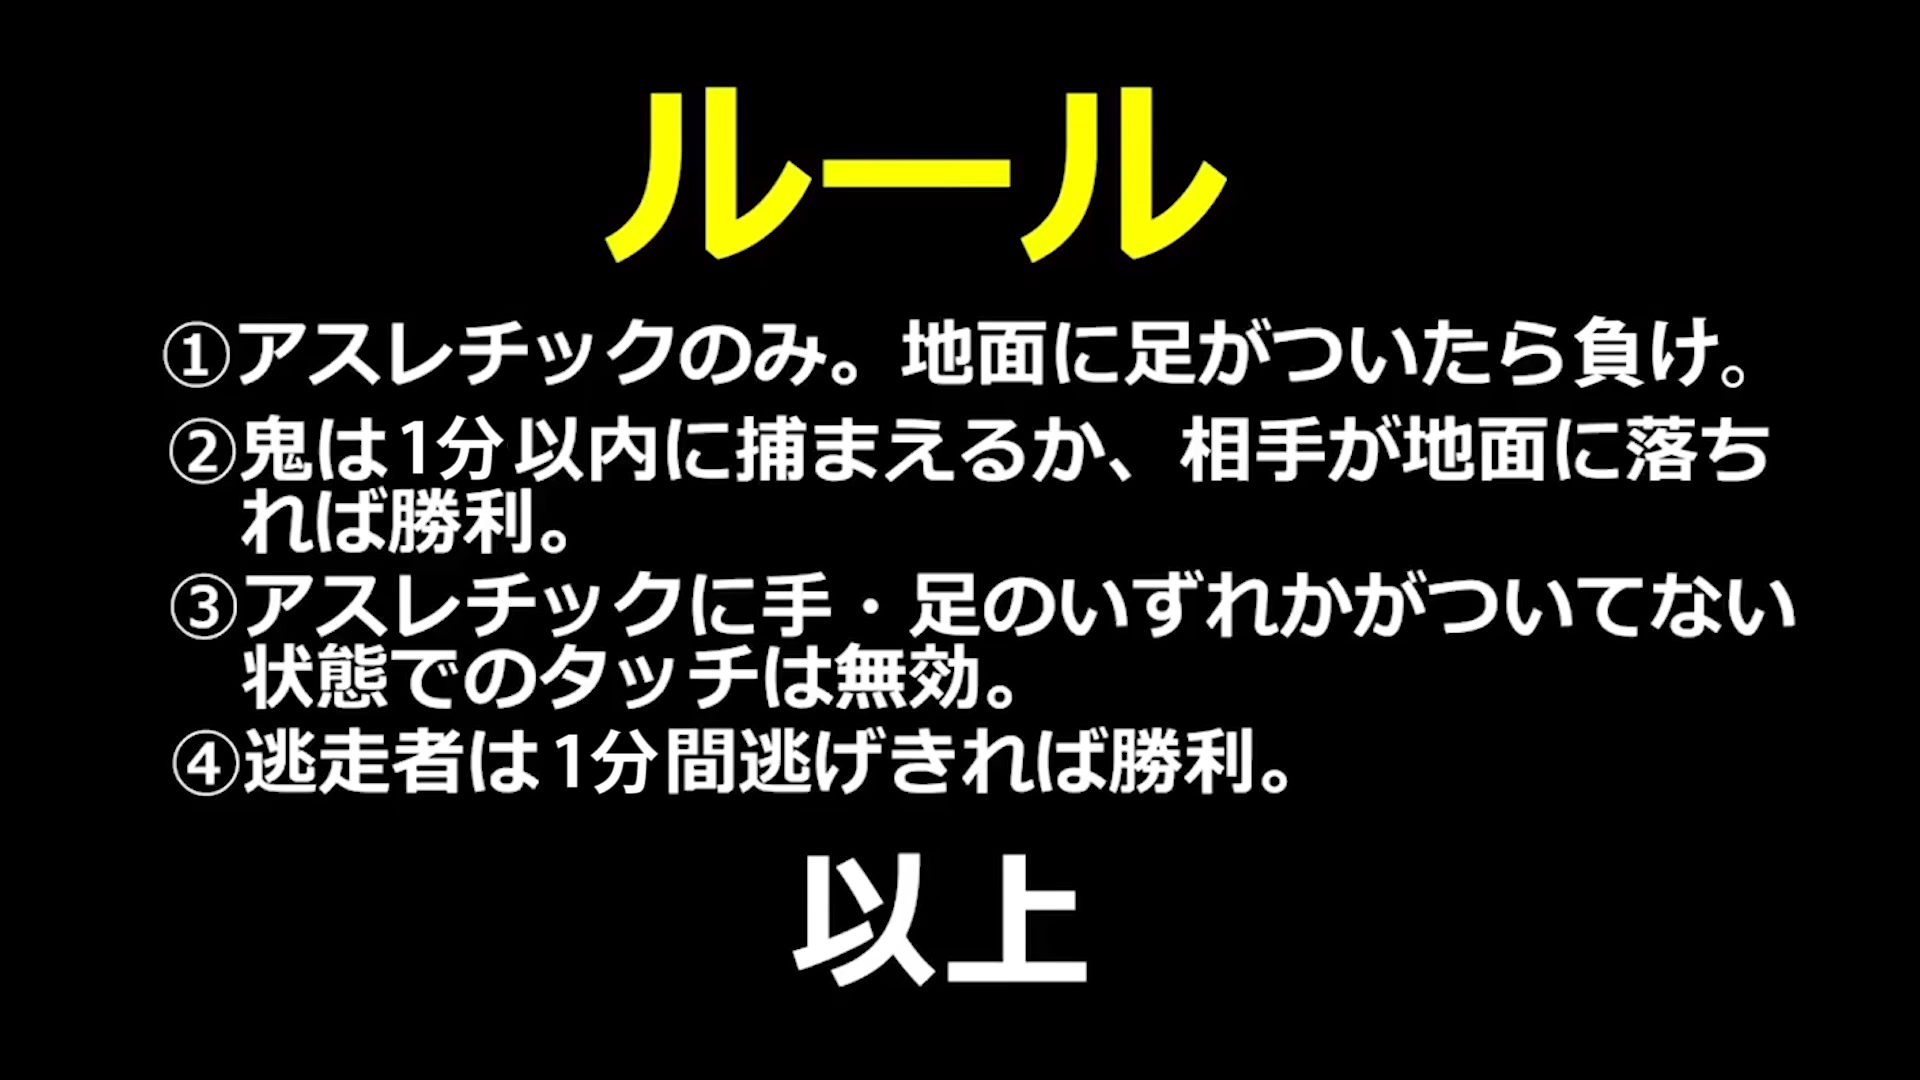 ルール
①アスレチックのみ。地面に足がついたら負け。
②鬼は1分以内に捕まえるか、相手が地面に落ち
れば勝利。
③アスレチックに手・足のいずれかがついてない
状態でのタッチは無効。
④逃走者は1分間逃げきれば勝利。
以上